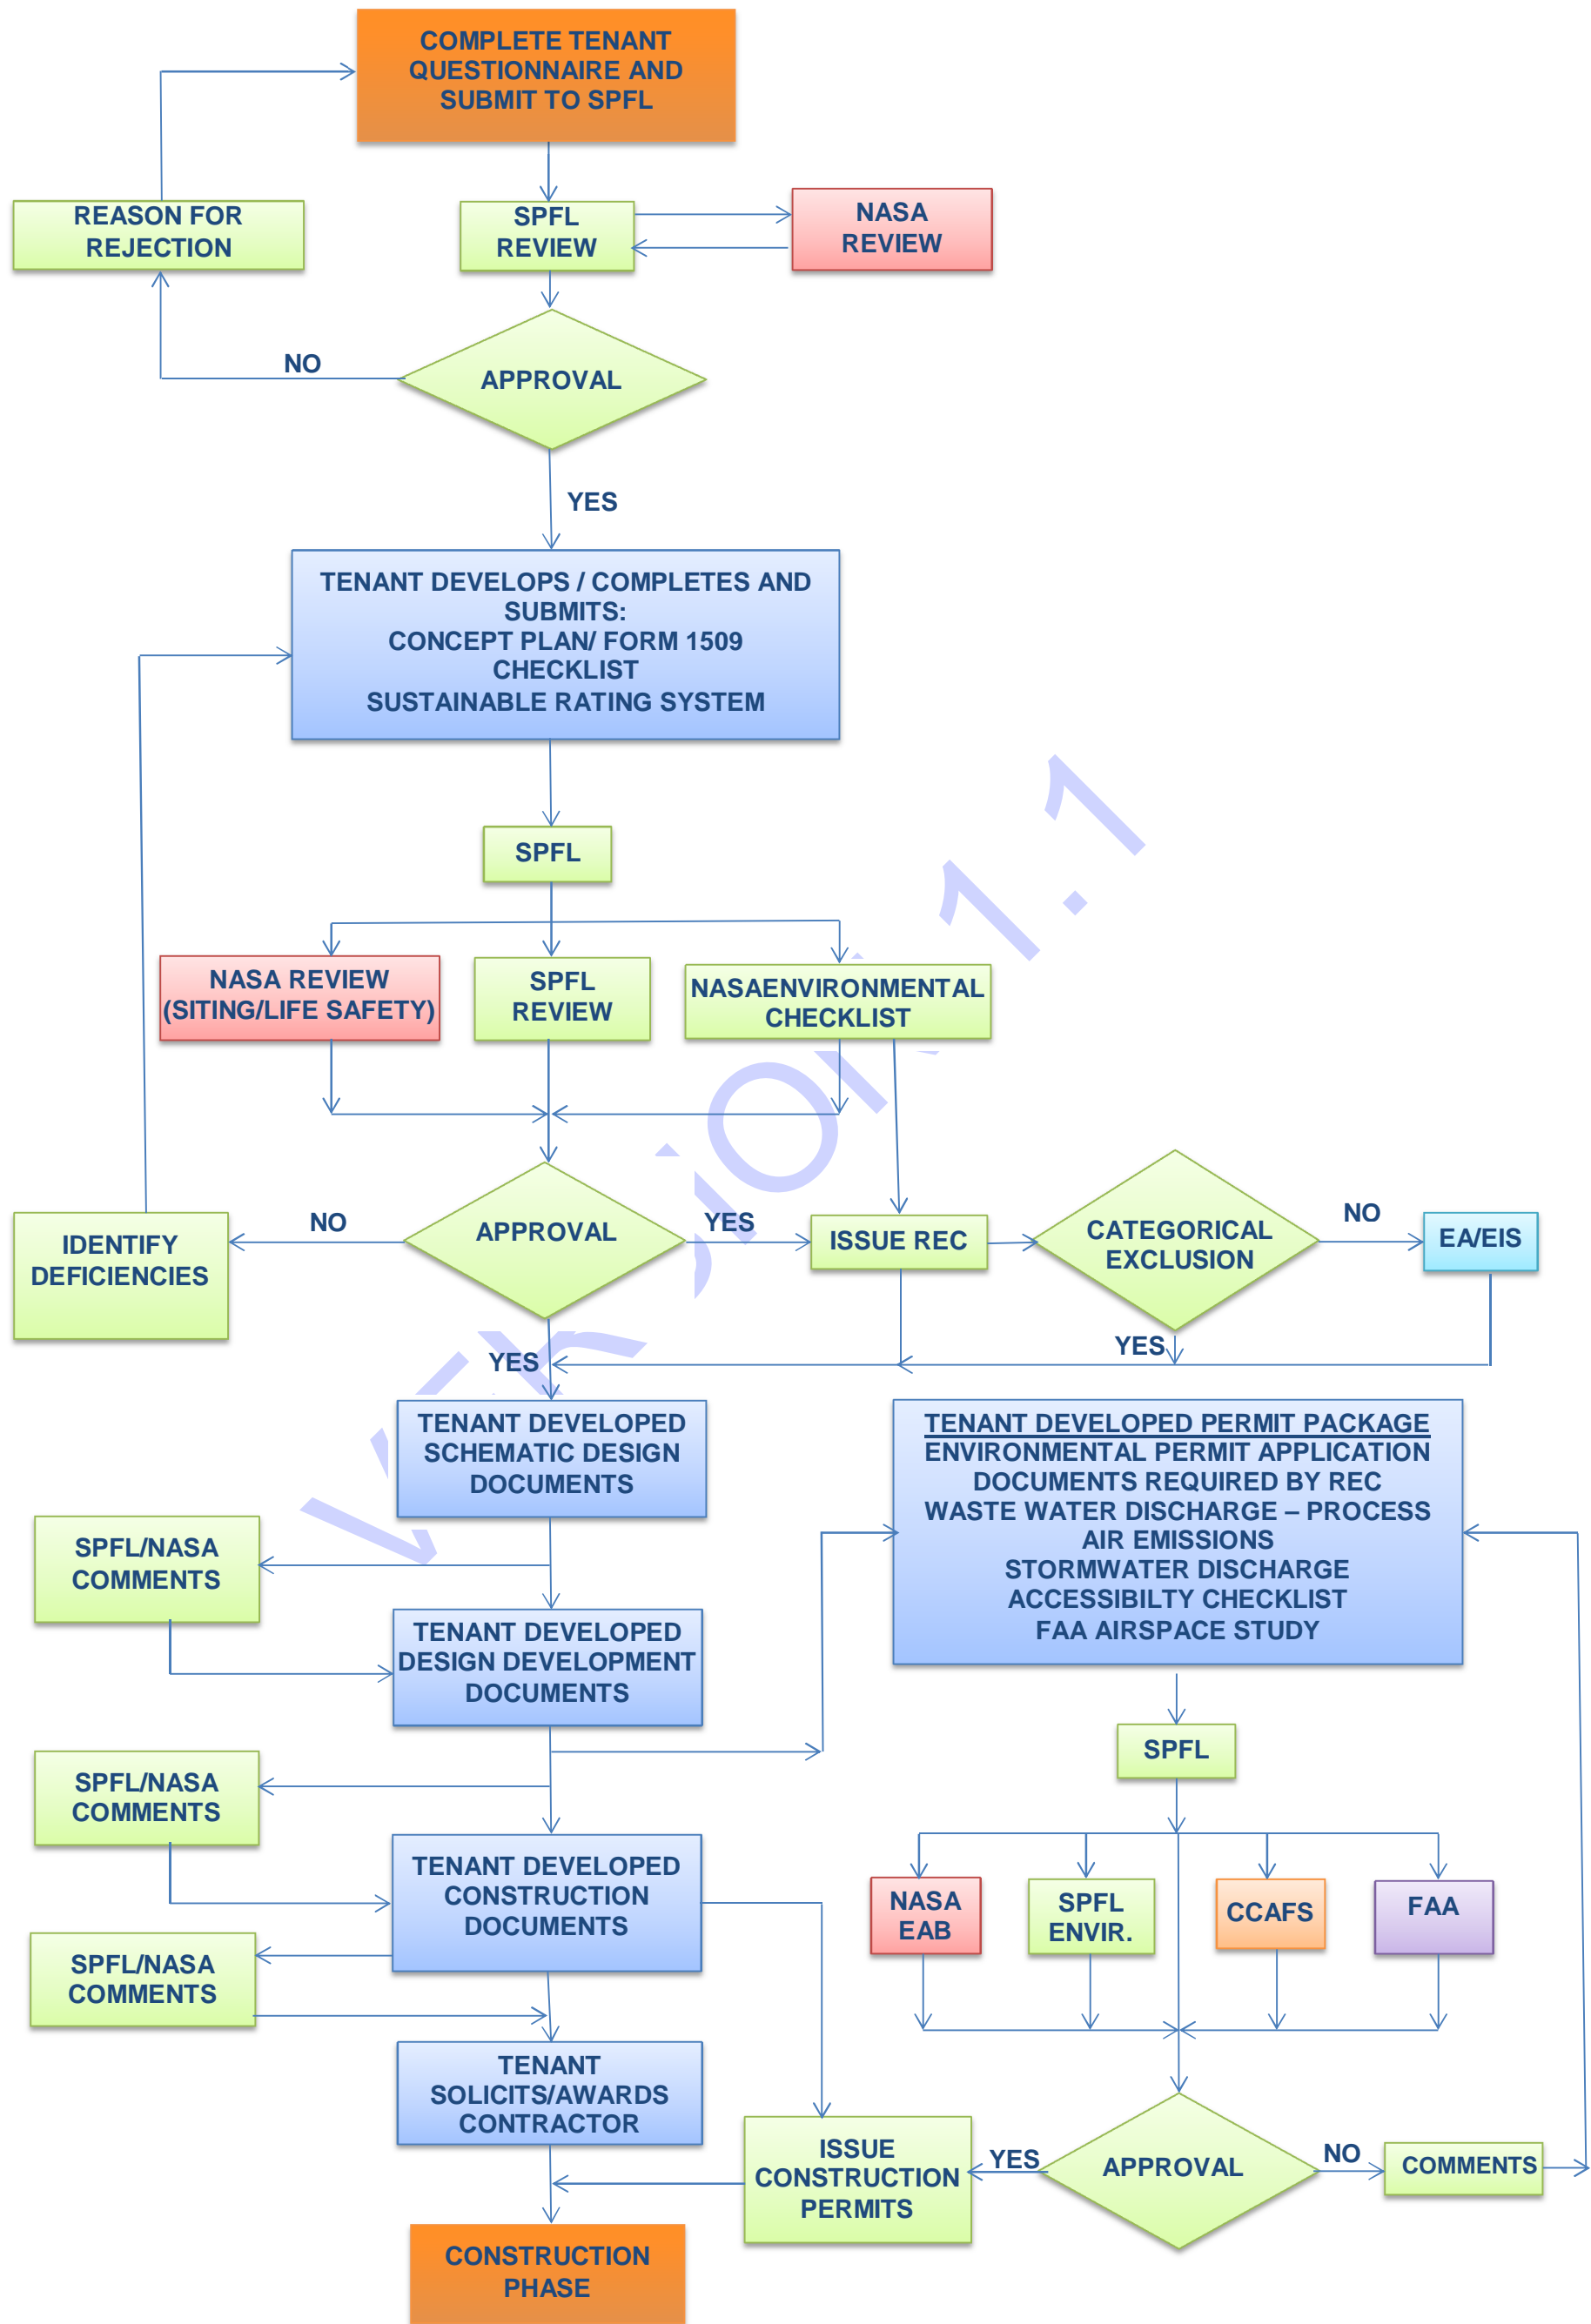 COMPLETE TENANT
QUESTIONNAIRE AND
SUBMIT TO SPFL
REASON FOR
REJECTION
SPFL
REVIEW
NASA
REVIEW
NO
APPROVAL
YES
TENANT DEVELOPS / COMPLETES AND
SUBMITS:
CONCEPT PLAN/ FORM 1509
CHECKLIST
SUSTAINABLE RATING SYSTEM
SPFL
NASA REVIEW
(SITING/LIFE SAFETY)
SPFL
REVIEW
NASAENVIRONMENTAL
CHECKLIST
IDENTIFY
DEFICIENCIES
NO
APPROVAL
YES
ISSUE REC
CATEGORICAL
EXCLUSION
NO
EA/EIS
YES
YES
TENANT DEVELOPED
SCHEMATIC DESIGN
DOCUMENTS
TENANT DEVELOPED PERMIT PACKAGE
ENVIRONMENTAL PERMIT APPLICATION
DOCUMENTS REQUIRED BY REC
WASTE WATER DISCHARGE – PROCESS
AIR EMISSIONS
STORMWATER DISCHARGE
ACCESSIBILTY CHECKLIST
FAA AIRSPACE STUDY
SPFL/NASA
COMMENTS
TENANT DEVELOPED
DESIGN DEVELOPMENT
DOCUMENTS
SPFL
SPFL/NASA
COMMENTS
TENANT DEVELOPED
CONSTRUCTION
DOCUMENTS
NASA
EAB
SPFL
ENVIR.
CCAFS
FAA
SPFL/NASA
COMMENTS
TENANT
SOLICITS/AWARDS
CONTRACTOR
ISSUE
CONSTRUCTION
PERMITS
YES
APPROVAL
NO
COMMENTS
CONSTRUCTION
PHASE
VERSION 1.1